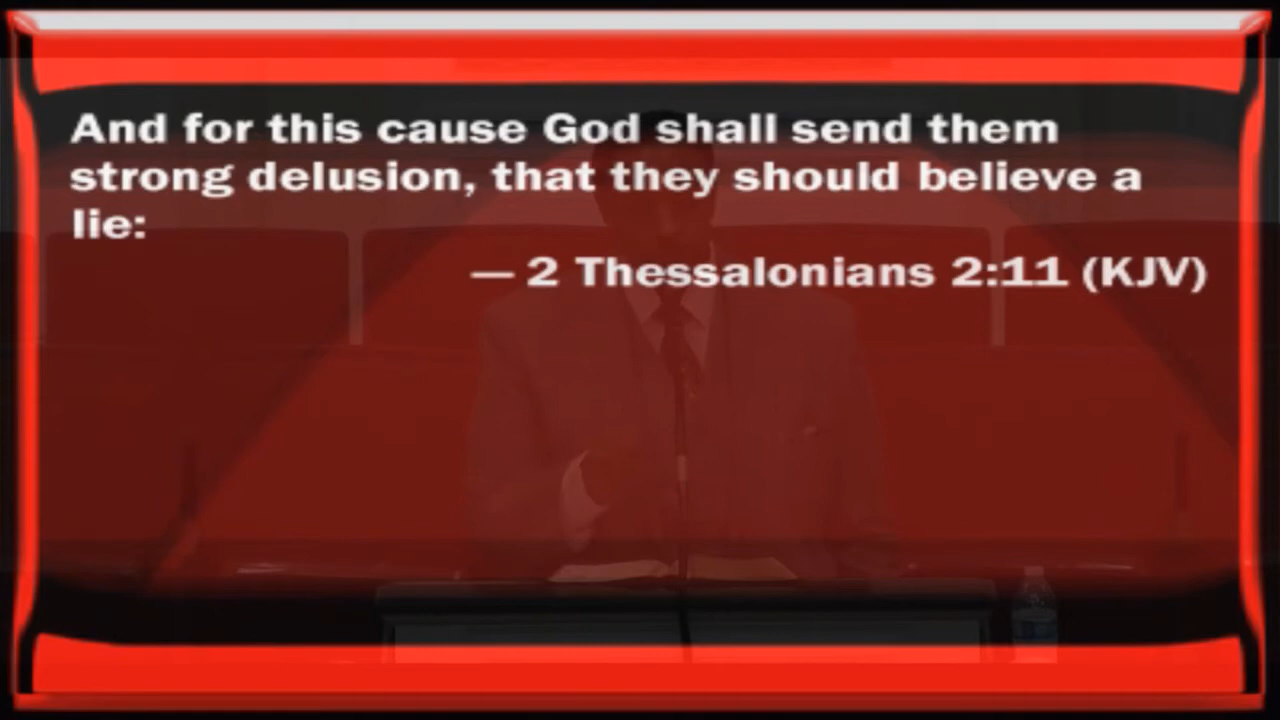 And for this cause God shall send them
strong delusion, that they should believe a
lie:
— 2 Thessalonians 2:11 (KJV)